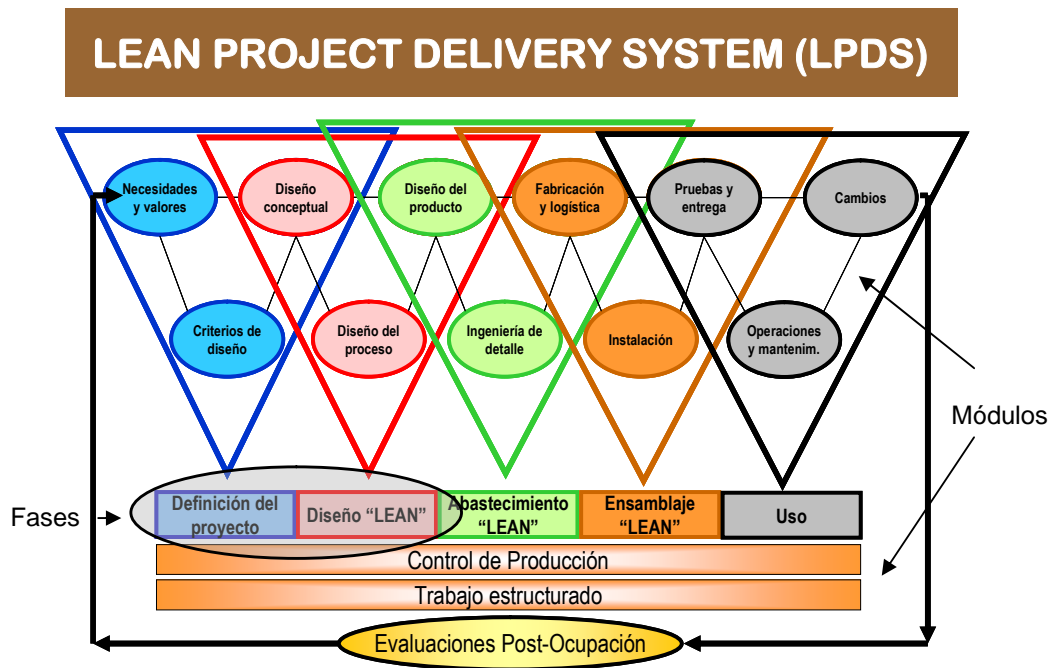 LEAN PROJECT DELIVERY SYSTEM (LPDS)
Necesidades
y valores
Diseño
conceptual
Diseño del
producto
Fabricación
y logística
Pruebas y
entrega
Cambios
Criterios de
diseño
Diseño del
proceso
Ingeniería de
detalle
Instalación
Operaciones
y mantenim.
Módulos
Fases
Definición del
proyecto
Diseño “LEAN”
Abastecimiento
“LEAN”
Ensamblaje
“LEAN”
Uso
Control de Producción
Trabajo estructurado
Evaluaciones Post-Ocupación